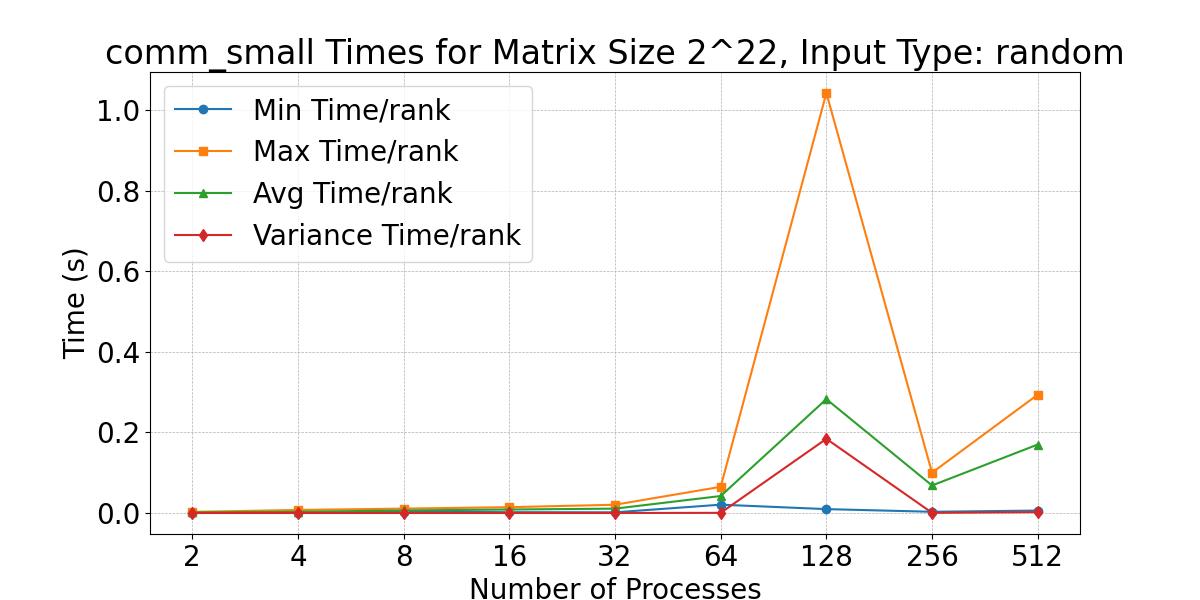 comm_small Times for Matrix Size 2^22, Input Type: random
Min Time/rank
Max Time/rank
Avg Time/rank
Variance Time/rank
Time (s)
1.0
0.8
0.6
0.4
0.2
0.0
2 4 8 16 32 64 128 256 512
Number of Processes